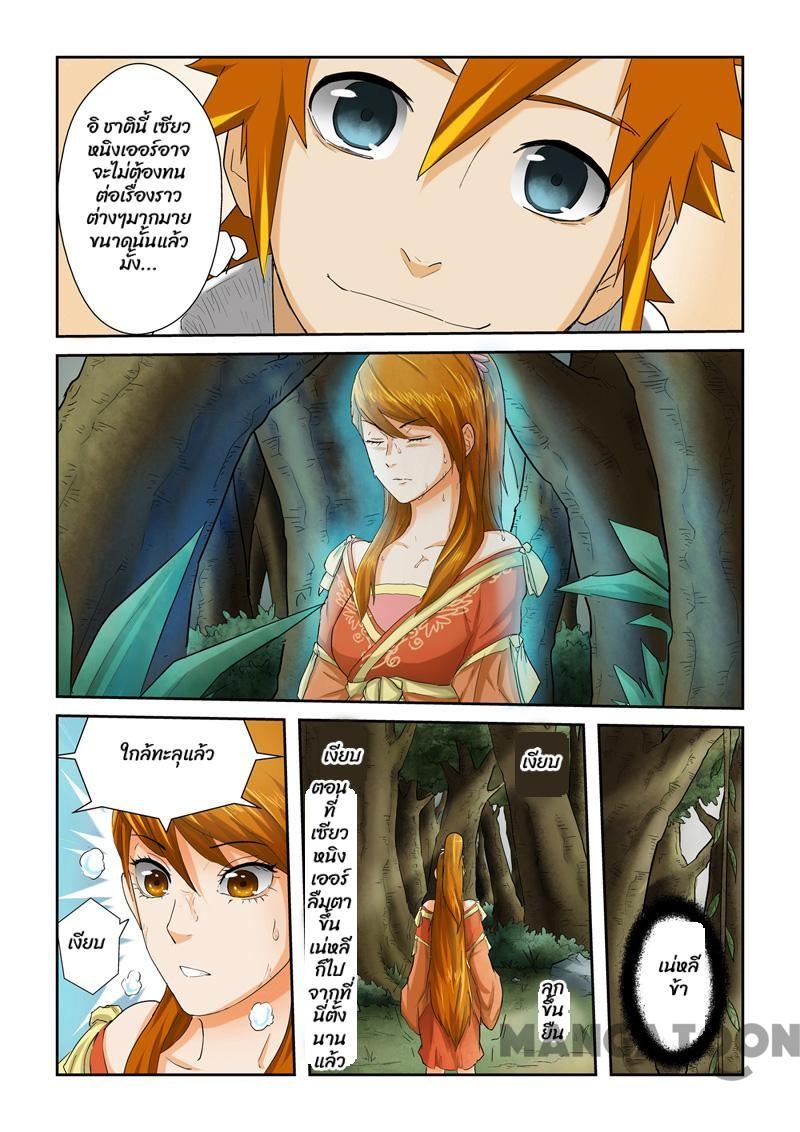 อิ ชาตินี้ เซียว
หนิงเออร์อาจ
จะไม่ต้องทน
ต่อเรื่องราว
ต่างๆมากมาย
ขนาดนั้นแล้ว
มั้ง...
ใกล้ทะลุแล้ว
เงียบ
เงียบ
ตอน
ที่
เซียว
หนิง
เออร์
ลืมตา
ขึ้น
เน่หลี
ก็ไป
จากที่
นี่ตั้ง
นาน
แล้ว
เงียบ
ลุก
ขึ้น
ยืน
เน่หลี
ข้า
MANGATOON